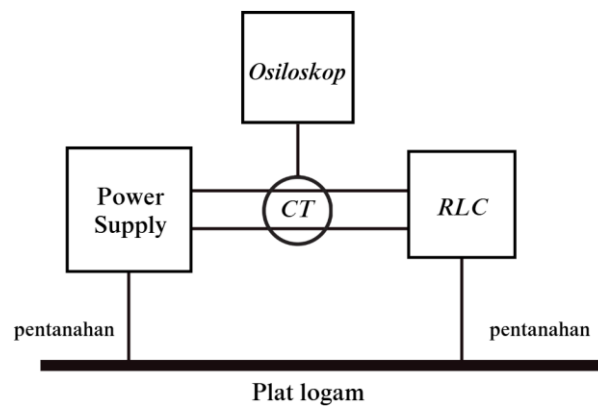 Osiloskop
Power
Supply
CT
RLC
pentanahan
pentanahan
Plat logam